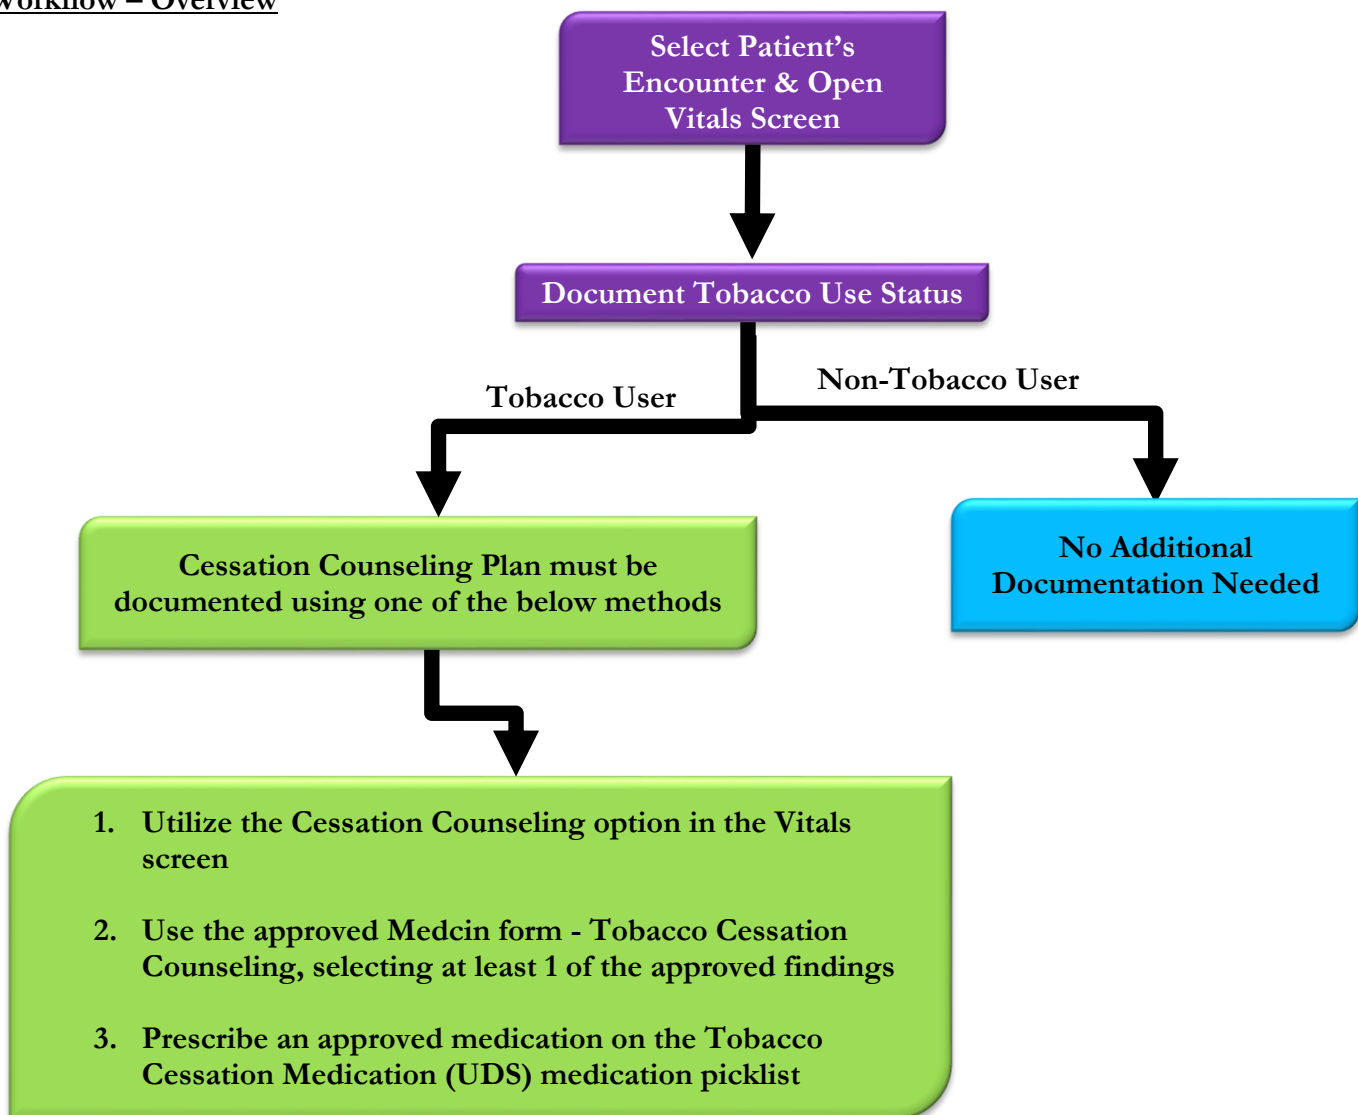 Workflow – Overview
Select Patient's
Encounter & Open
Vitals Screen
Document Tobacco Use Status
Tobacco User
Non-Tobacco User
Cessation Counseling Plan must be
documented using one of the below methods
No Additional
Documentation Needed
1. Utilize the Cessation Counseling option in the Vitals
screen
2. Use the approved Medcin form - Tobacco Cessation
Counseling, selecting at least 1 of the approved findings
3. Prescribe an approved medication on the Tobacco
Cessation Medication (UDS) medication picklist